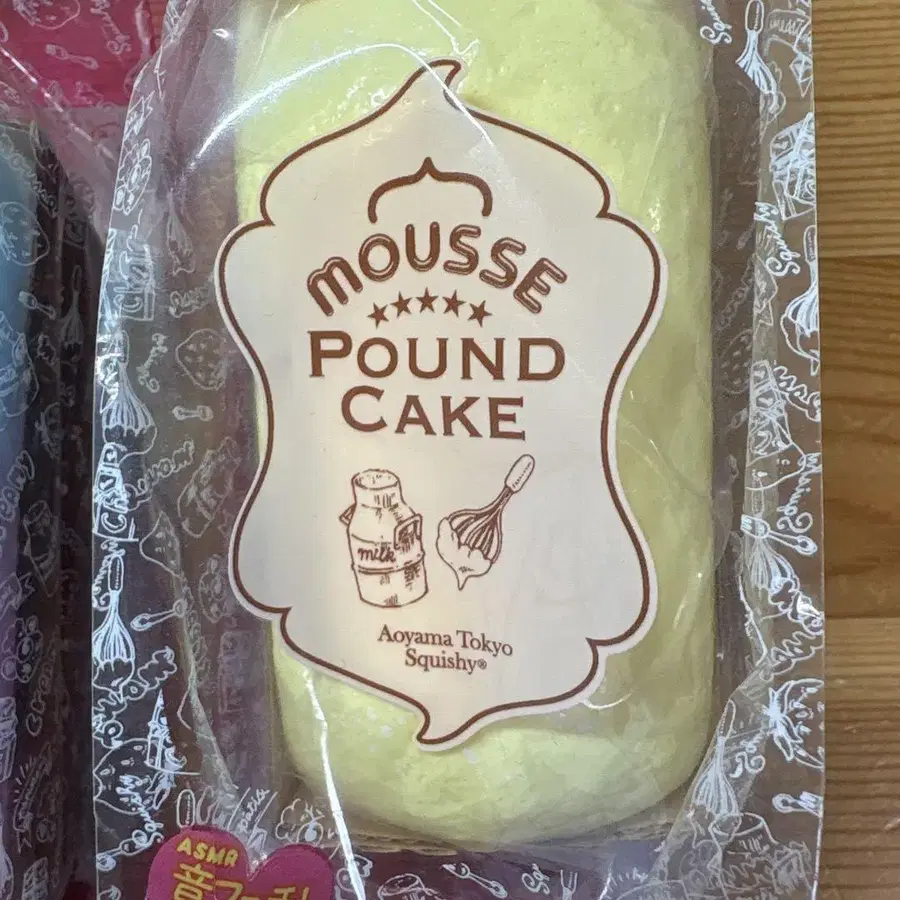 MOUSSE
POUND
CAKE
milk
Aoyama Tokyo
Squishy®
ASMR
音フェチ!